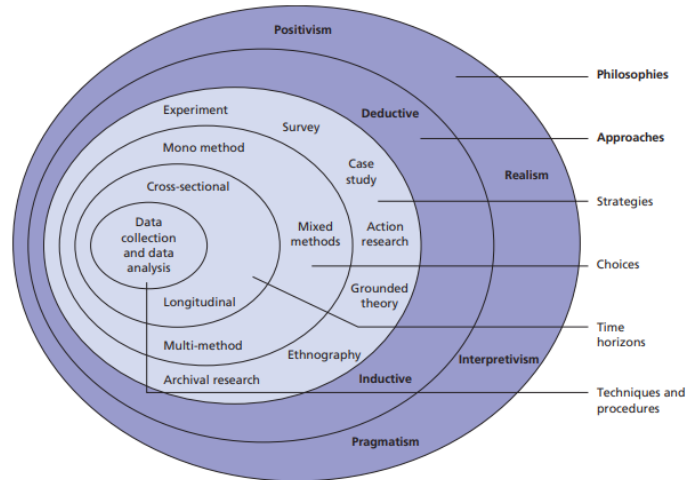 Positivism
Philosophies
Deductive
Experiment
Survey
Approaches
Mono method
Case
study
Realism
Cross-sectional
Strategies
Data
collection
and data
analysis
Mixed
methods
Action
research
Choices
Grounded
theory
Longitudinal
Time
horizons
Multi-method
Ethnography
Interpretivism
Archival research
Inductive
Techniques and
procedures
Pragmatism